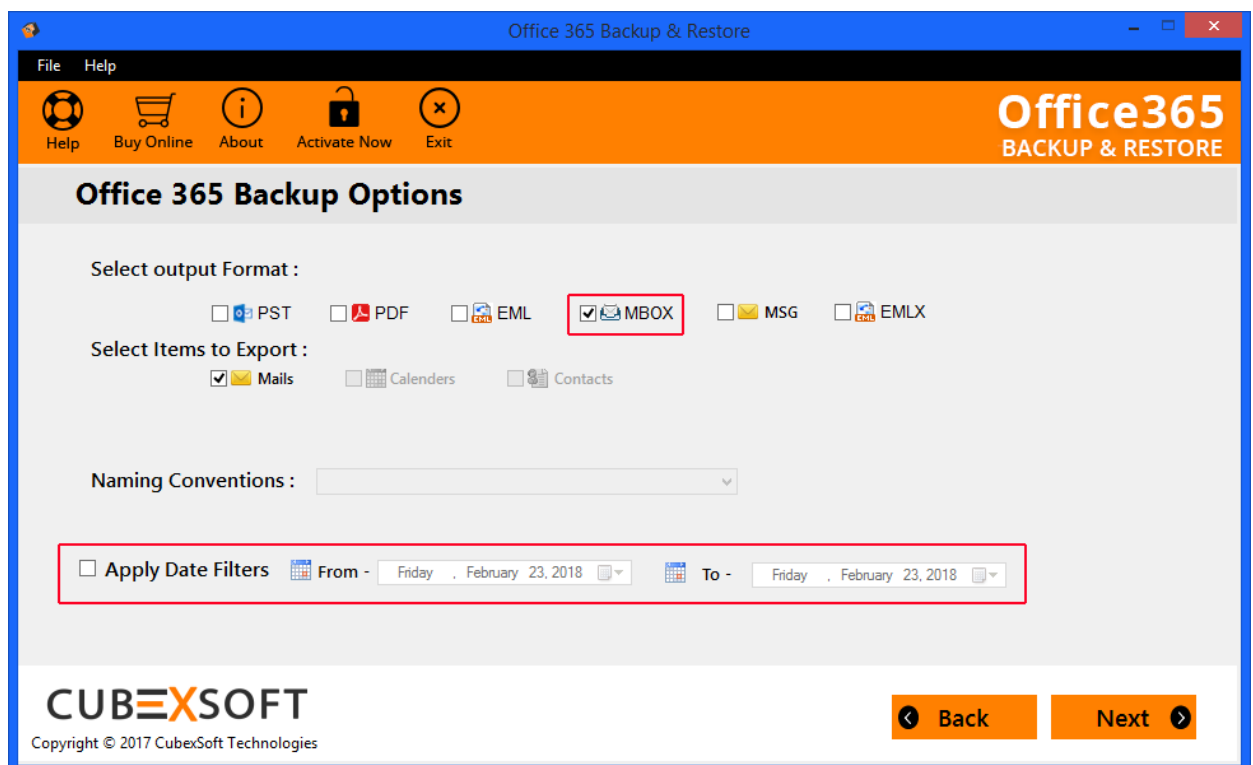 Office 365 Backup & Restore
File Help
Help Buy Online About Activate Now Exit
Office365
BACKUP & RESTORE
Office 365 Backup Options
Select output Format :
PST PDF EML MBOX MSG EMLX
Select Items to Export :
Mails Calenders Contacts
Naming Conventions :
Apply Date Filters From - Friday , February 23, 2018 To - Friday , February 23, 2018
CUBEXSOFT
Back Next
Copyright © 2017 CubexSoft Technologies